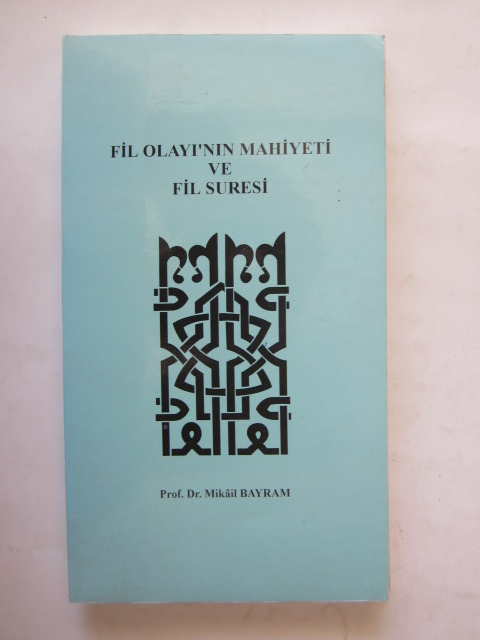 FİL OLAYI'NIN MAHİYETİ
VE
FİL SURESİ
Prof. Dr. Mikâil BAYRAM